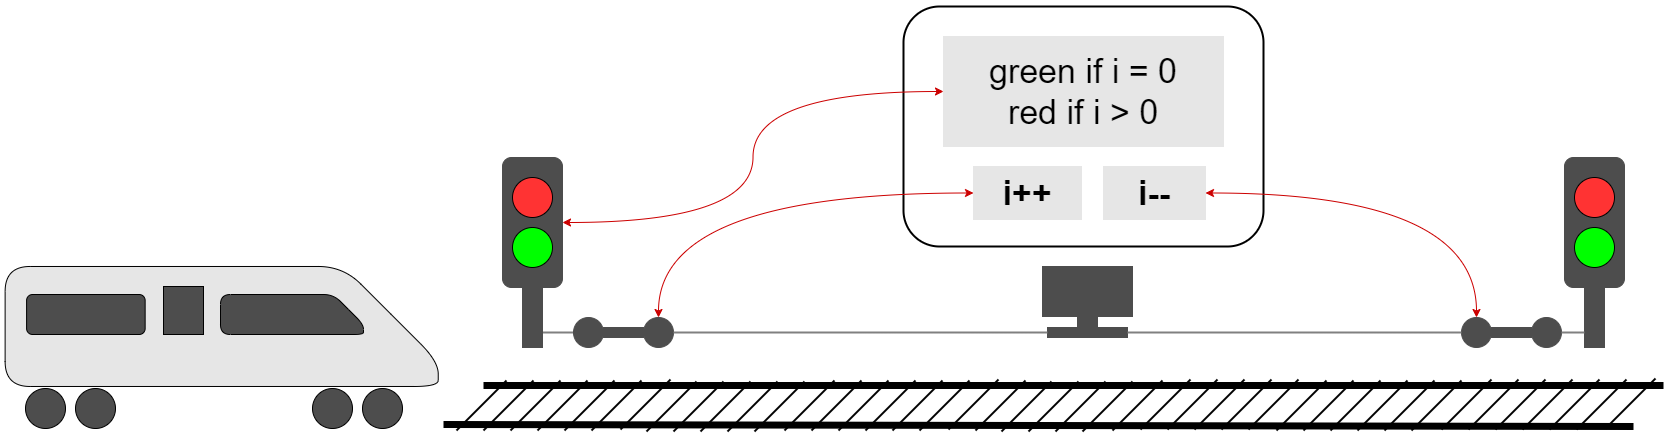 green if i = 0
red if i > 0
i++
i--